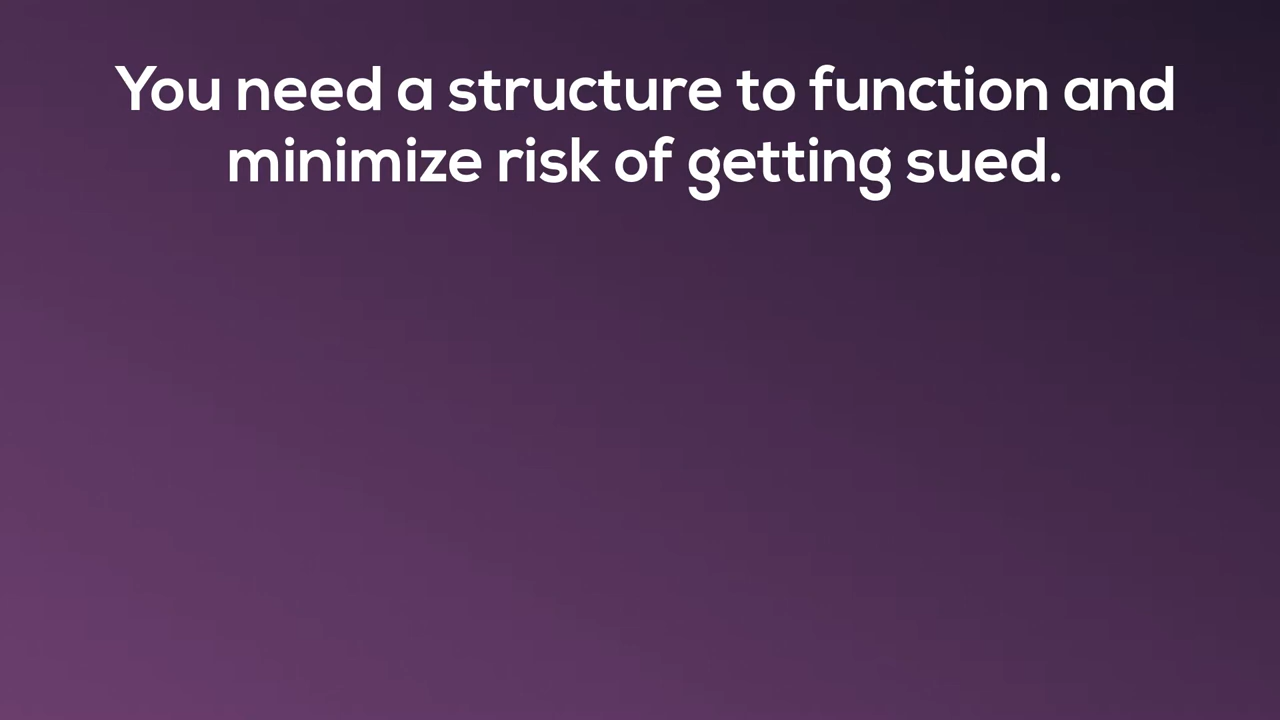 You need a structure to function and
minimize risk of getting sued.